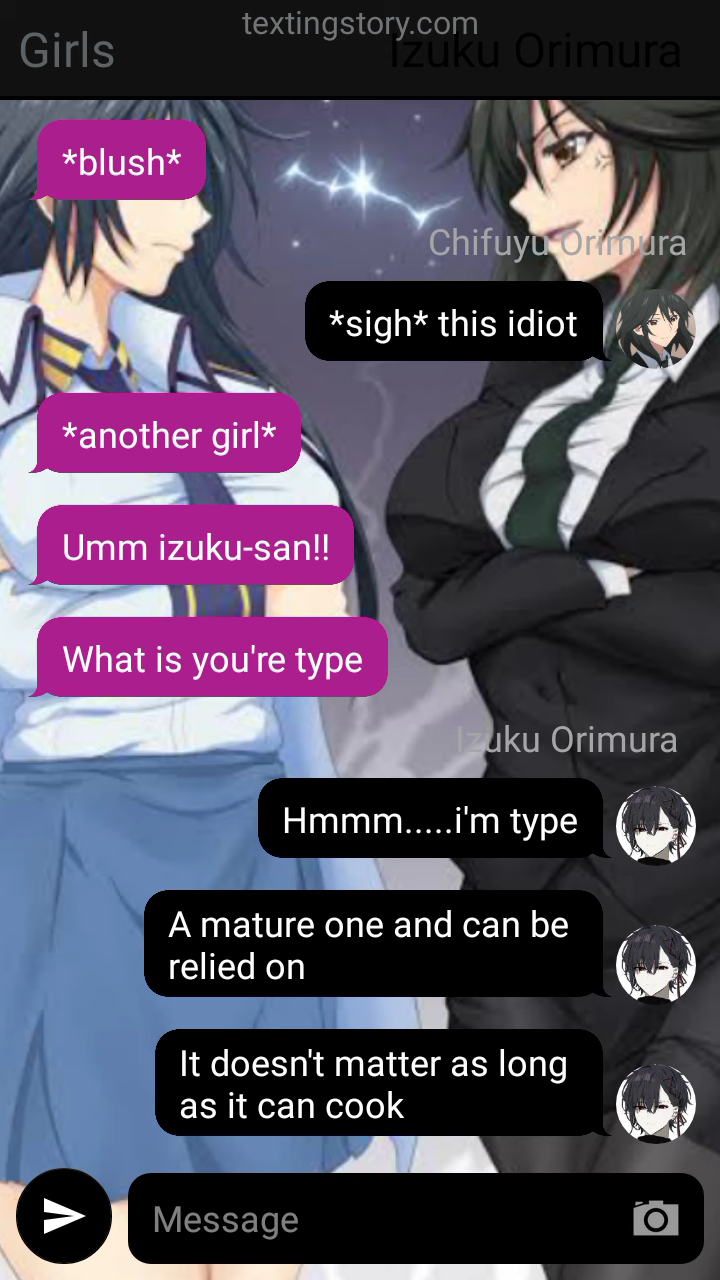 textingstory.com
Girls
Izuku Orimura
*blush*
Chifuyu Orimura
*sigh* this idiot
*another girl*
Umm izuku-san!!
What is you're type
Izuku Orimura
Hmmm.....i'm type
A mature one and can be
relied on
It doesn't matter as long
as it can cook
Message